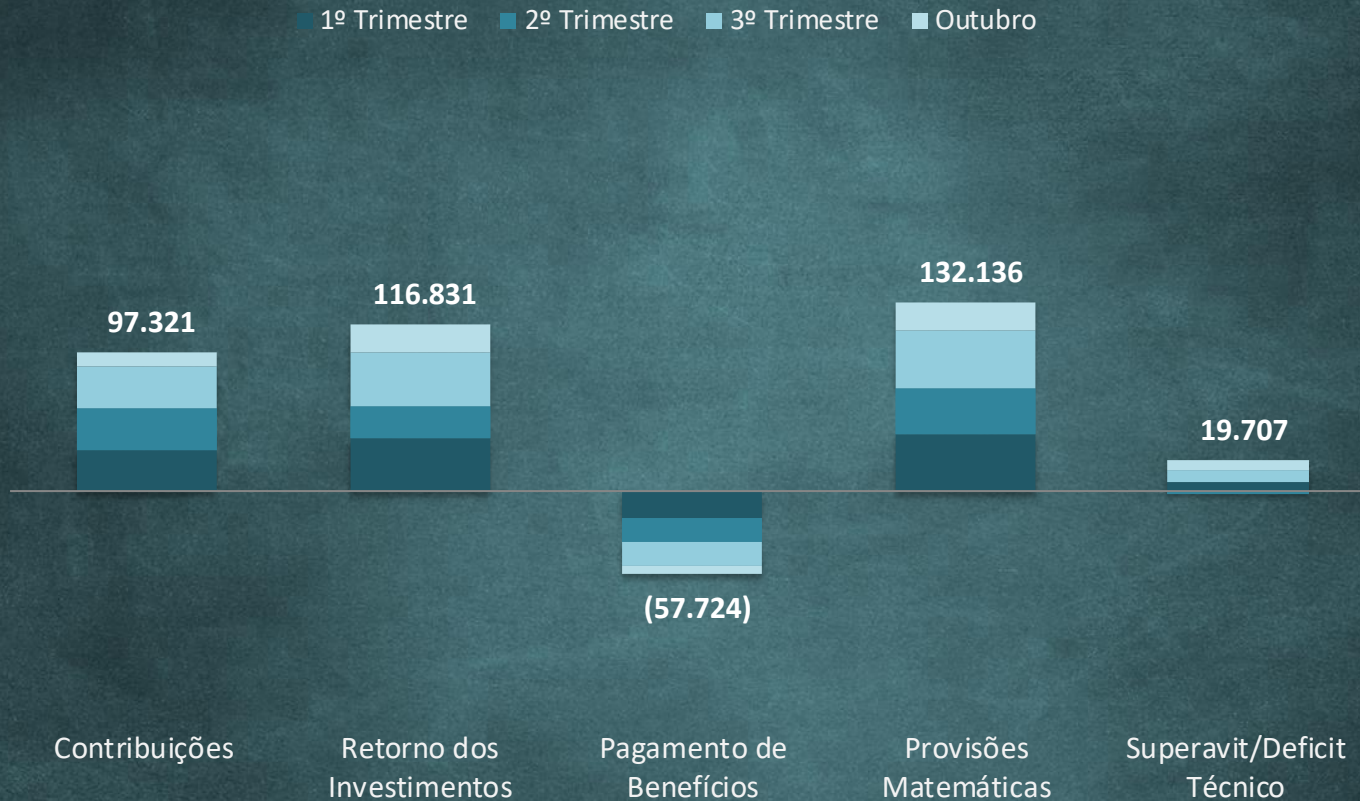 1º Trimestre 2º Trimestre 3º Trimestre Outubro
132.136
116.831
97.321
19.707
(57.724)
Contribuições
Retorno dos
Investimentos
Pagamento de
Benefícios
Provisões
Matemáticas
Superavit/Deficit
Técnico